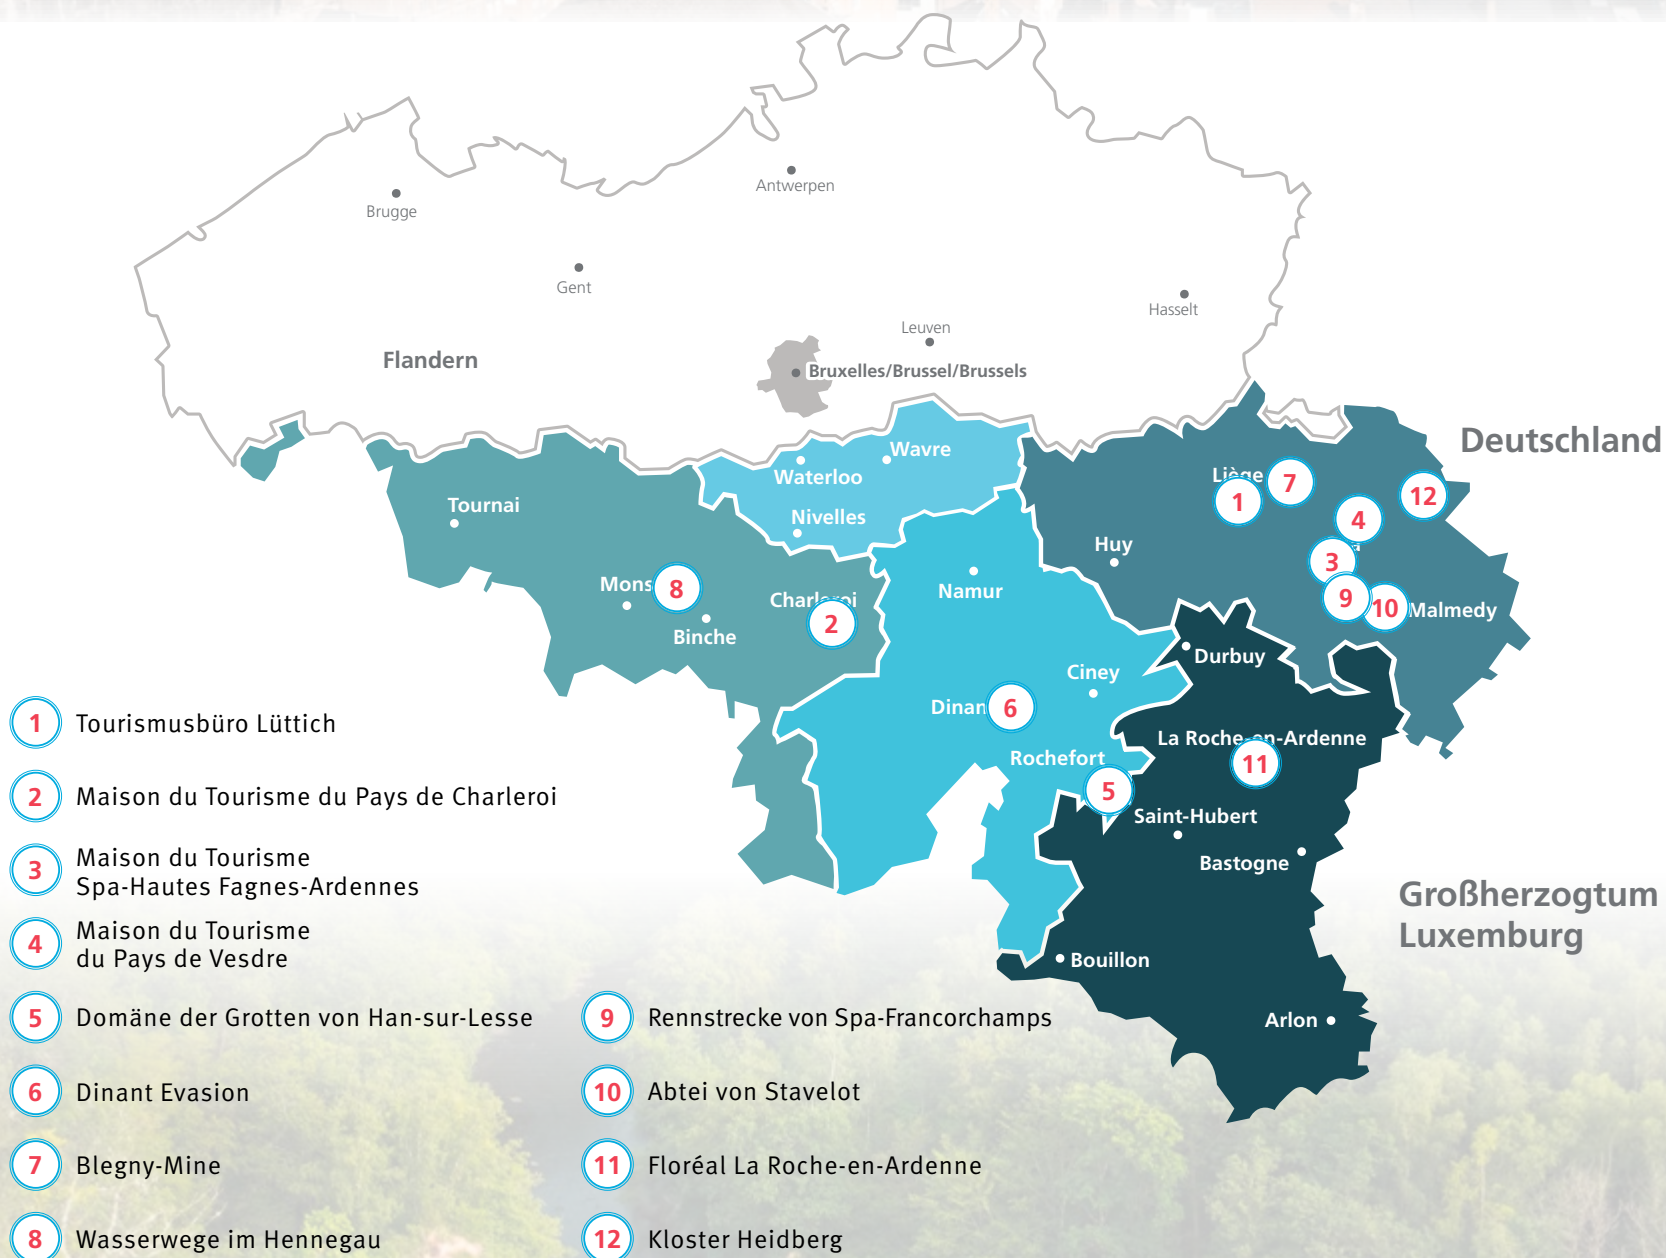 Antwerpen
Brugge
Gent
Hasselt
Leuven
Flandern
Bruxelles/Brussel/Brussels
Deutschland
Wavre
Waterloo
Liège
7
12
1
Tournai
Nivelles
4
Huy
3
Mons
8
Namur
Charleroi
9
10
Malmedy
2
Binche
Durbuy
Ciney
Dinan
6
La Roche-en-Ardenne
Rochefort
11
5
Saint-Hubert
Bastogne
Großherzogtum
Luxemburg
Bouillon
Arlon
1 Tourismusbüro Lüttich
2 Maison du Tourisme du Pays de Charleroi
3 Maison du Tourisme
Spa-Hautes Fagnes-Ardennes
4 Maison du Tourisme
du Pays de Vesdre
5 Domäne der Grotten von Han-sur-Lesse
6 Dinant Evasion
7 Blegny-Mine
8 Wasserwege im Hennegau
9 Rennstrecke von Spa-Francorchamps
10 Abtei von Stavelot
11 Floréal La Roche-en-Ardenne
12 Kloster Heidberg